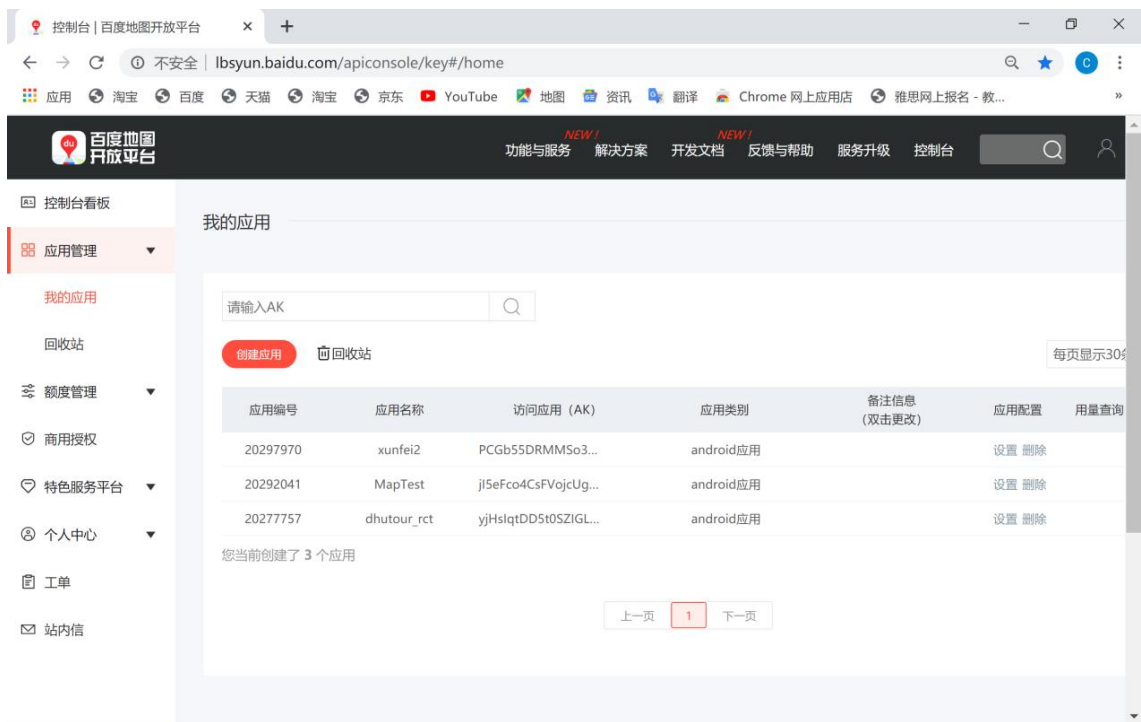 控制台 | 百度地图开放平台
不安全 | lbsyun.baidu.com/apiconsole/key#/home
C
应用 淘宝 百度 天猫 淘宝 京东 YouTube 地图 资讯 翻译 Chrome 网上应用店 雅思网上报名 - 教... »
du 百度地图
开放平台
NEW ! NEW !
功能与服务 解决方案 开发文档 反馈与帮助 服务升级 控制台
控制台看板
应用管理
我的应用
回收站
额度管理
商用授权
特色服务平台
个人中心
工单
站内信
我的应用
请输入AK
创建应用 回收站 每页显示30条
应用编号 应用名称 访问应用（AK） 应用类别 备注信息（双击更改） 应用配置 用量查询
20297970 xunfei2 PCGb55DRMMSo3... android应用 设置 删除
20292041 MapTest jI5eFco4CsFVojcUg... android应用 设置 删除
20277757 dhutour_rct yjHsIqtDD5t0SZIGL... android应用 设置 删除
您当前创建了 3 个应用
上一页 1 下一页